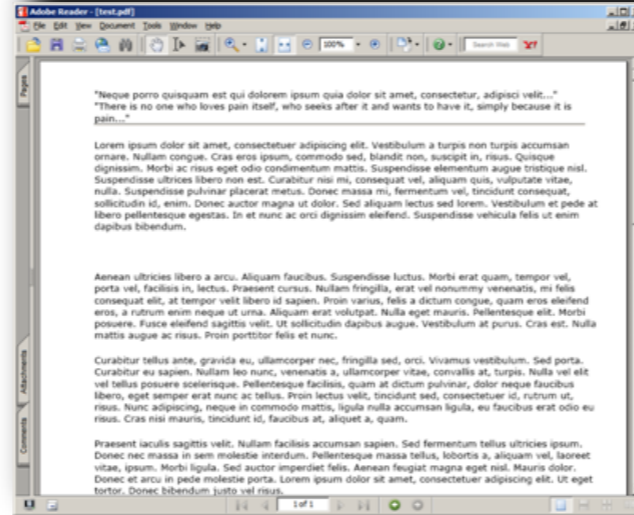 Adobe Reader - [test.pdf]
File Edit View Document Tools Window Help
100%
Search Web
Y!
Pages
"Neque porro quisquam est qui dolorem ipsum quia dolor sit amet, consectetur, adipisci velit..."
"There is no one who loves pain itself, who seeks after it and wants to have it, simply because it is
pain..."
Lorem ipsum dolor sit amet, consectetuer adipiscing elit. Vestibulum a turpis non turpis accumsan
ornare. Nullam congue. Cras eros ipsum, commodo sed, blandit non, suscipit in, risus. Quisque
dignissim. Morbi ac risus eget odio condimentum mattis. Suspendisse elementum augue tristique nisl.
Suspendisse ultrices libero non est. Curabitur nisi mi, consequat vel, aliquam quis, vulputate vitae,
nulla. Suspendisse pulvinar placerat metus. Donec massa mi, fermentum vel, tincidunt consequat,
sollicitudin id, enim. Donec auctor magna ut dolor. Sed aliquam lectus sed lorem. Vestibulum et pede at
libero pellentesque egestas. In et nunc ac orci dignissim eleifend. Suspendisse vehicula felis ut enim
dapibus bibendum.
Aenean ultricies libero a arcu. Aliquam faucibus. Suspendisse luctus. Morbi erat quam, tempor vel,
porta vel, facilisis in, lectus. Praesent cursus. Nullam fringilla, erat vel nonummy venenatis, mi felis
consequat elit, at tempor velit libero id sapien. Proin varius, felis a dictum congue, quam eros eleifend
eros, a rutrum enim neque ut urna. Aliquam erat volutpat. Nulla eget mauris. Pellentesque elit. Morbi
posuere. Fusce eleifend sagittis velit. Ut sollicitudin dapibus augue. Vestibulum at purus. Cras est. Nulla
mattis augue ac risus. Proin porttitor felis et nunc.
Attachments
Curabitur tellus ante, gravida eu, ullamcorper nec, fringilla sed, orci. Vivamus vestibulum. Sed porta.
Curabitur eu sapien. Nullam leo nunc, venenatis a, ullamcorper vitae, convallis at, turpis. Nulla vel elit
vel tellus posuere scelerisque. Pellentesque facilisis, quam at dictum pulvinar, dolor neque faucibus
libero, eget semper erat nunc ac tellus. Proin lectus velit, tincidunt sed, consectetuer id, rutrum ut,
risus. Nunc adipiscing, neque in commodo mattis, ligula nulla accumsan ligula, eu faucibus erat odio eu
risus. Cras nisi mauris, tincidunt id, faucibus at, aliquet a, quam.
Comments
Praesent iaculis sagittis velit. Nullam facilisis accumsan sapien. Sed fermentum tellus ultricies ipsum.
Donec nec massa in sem molestie interdum. Pellentesque massa tellus, lobortis a, aliquam vel, laoreet
vitae, ipsum. Morbi ligula. Sed auctor imperdiet felis. Aenean feugiat magna eget nisl. Mauris dolor.
Donec et arcu in pede molestie porta. Lorem ipsum dolor sit amet, consectetuer adipiscing elit. Ut eget
tortor. Donec bibendum justo vel risus.
1 of 1